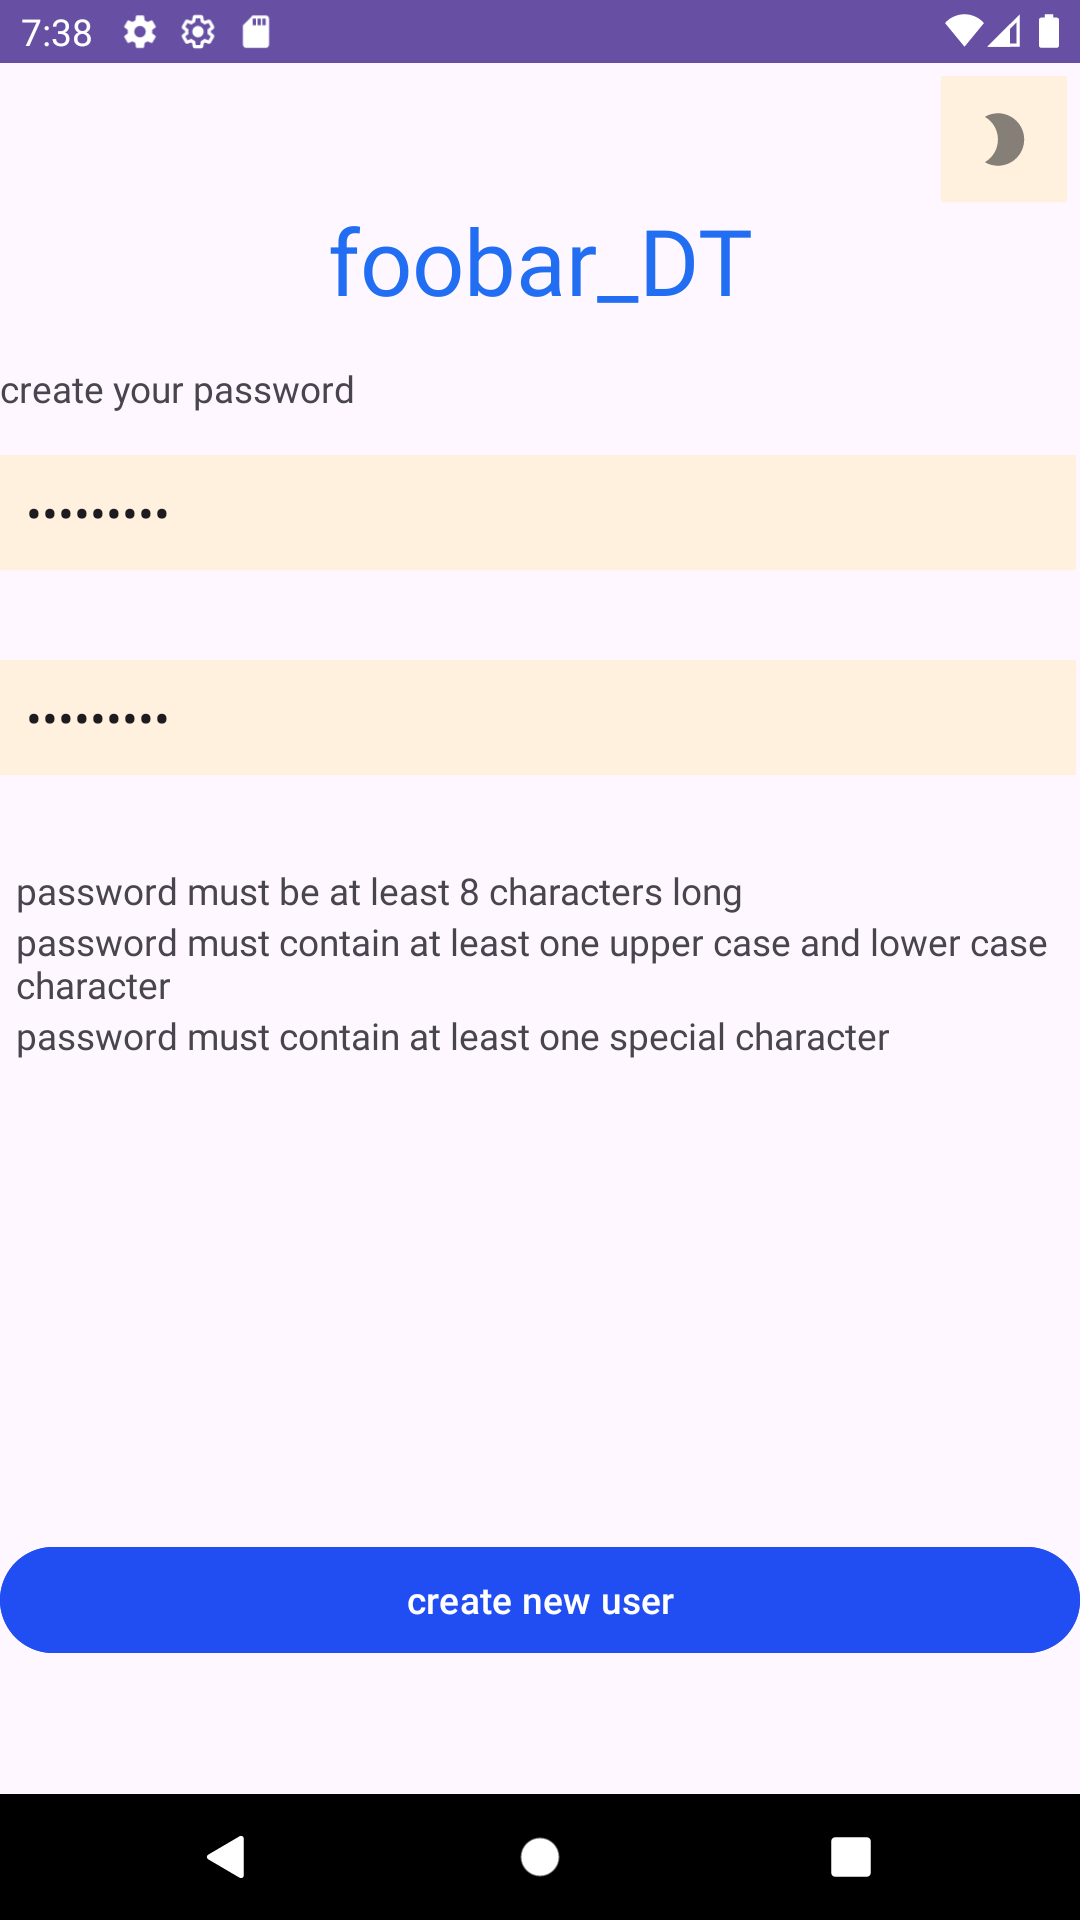 7:38
foobar_DT
create your password
•••••••••
•••••••••
password must be at least 8 characters long
password must contain at least one upper case and lower case
character
password must contain at least one special character
create new user